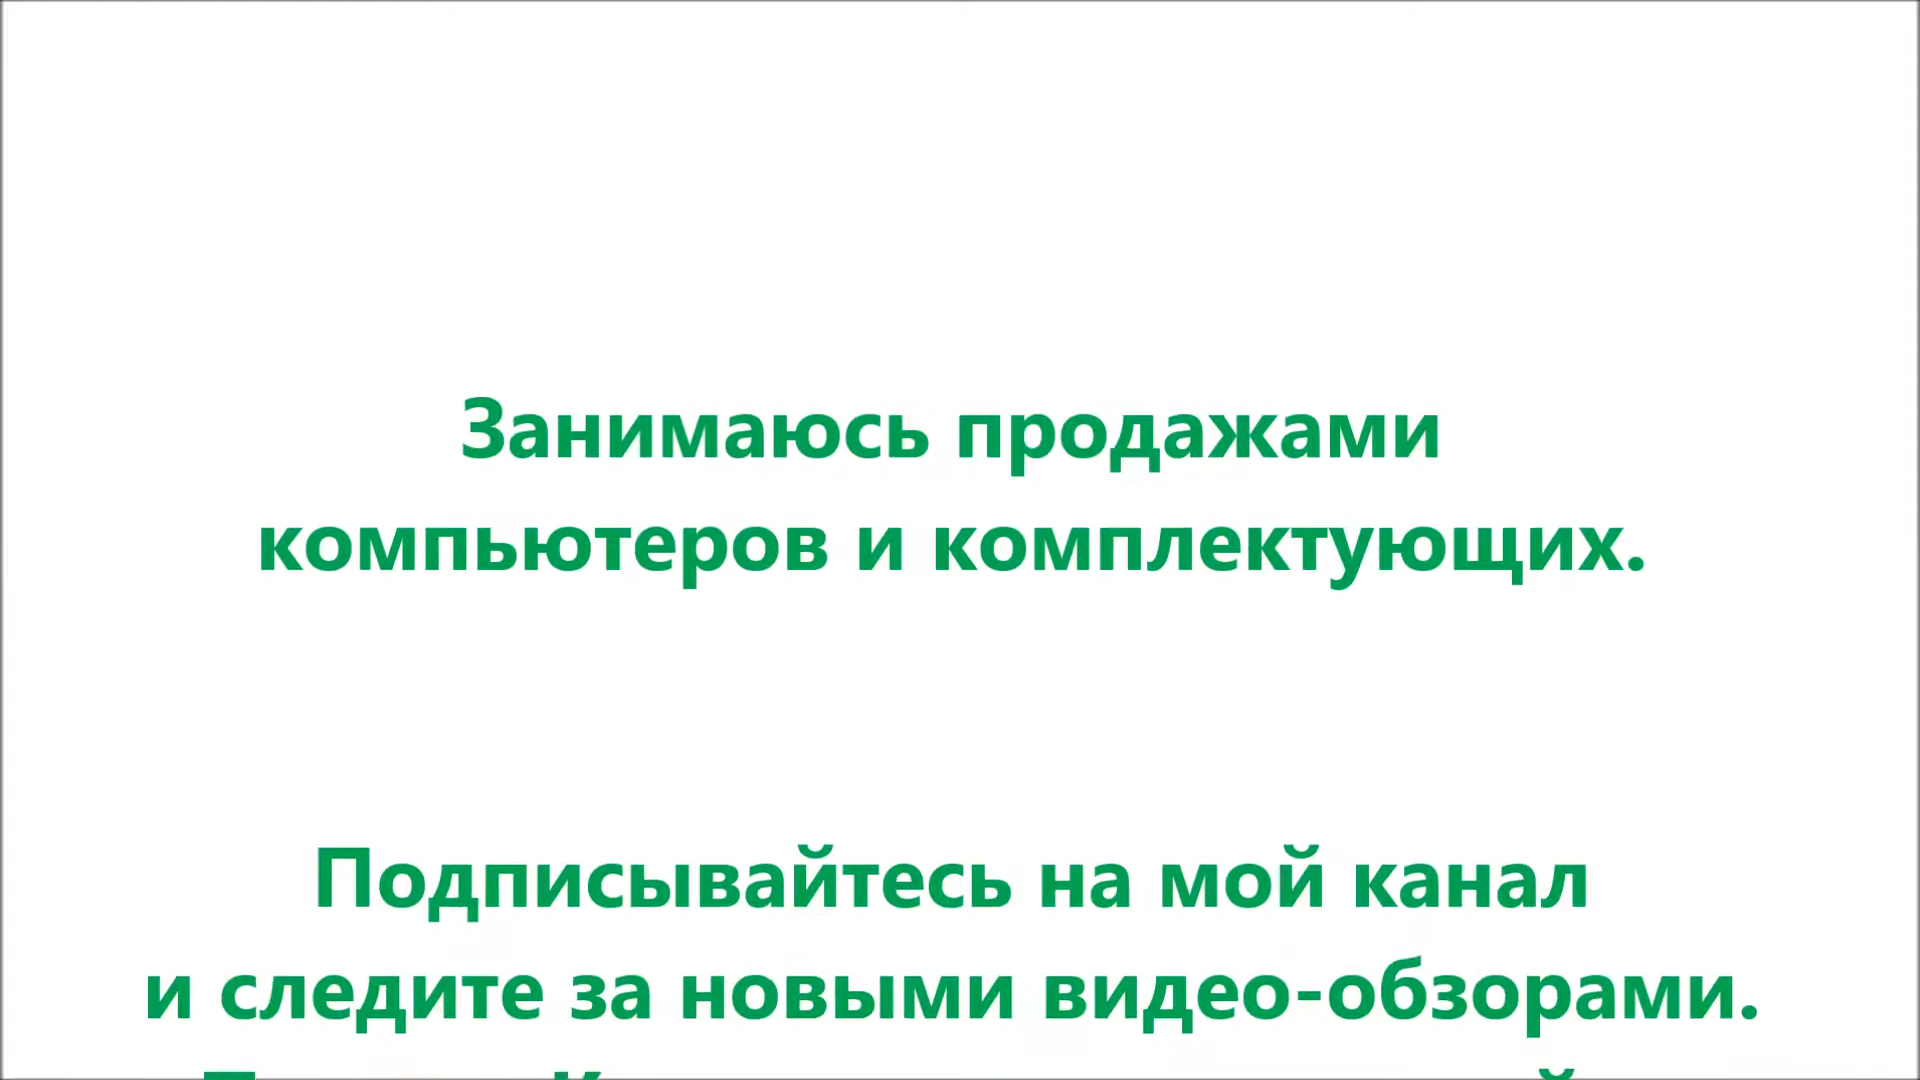 Занимаюсь продажами
компьютеров и комплектующих.
Подписывайтесь на мой канал
и следите за новыми видео-обзорами.